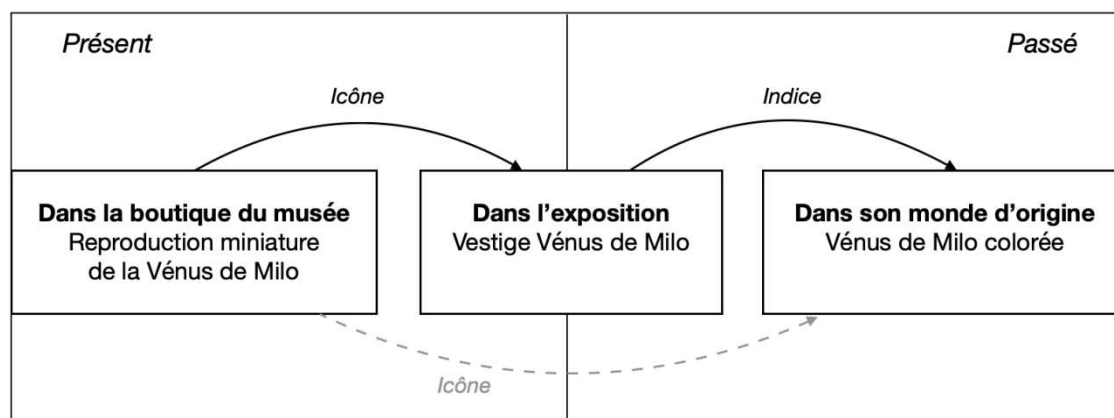 Présent
Passé
Icône
Indice
Dans la boutique du musée
Reproduction miniature
de la Vénus de Milo
Dans l’exposition
Vestige Vénus de Milo
Dans son monde d’origine
Vénus de Milo colorée
Icône